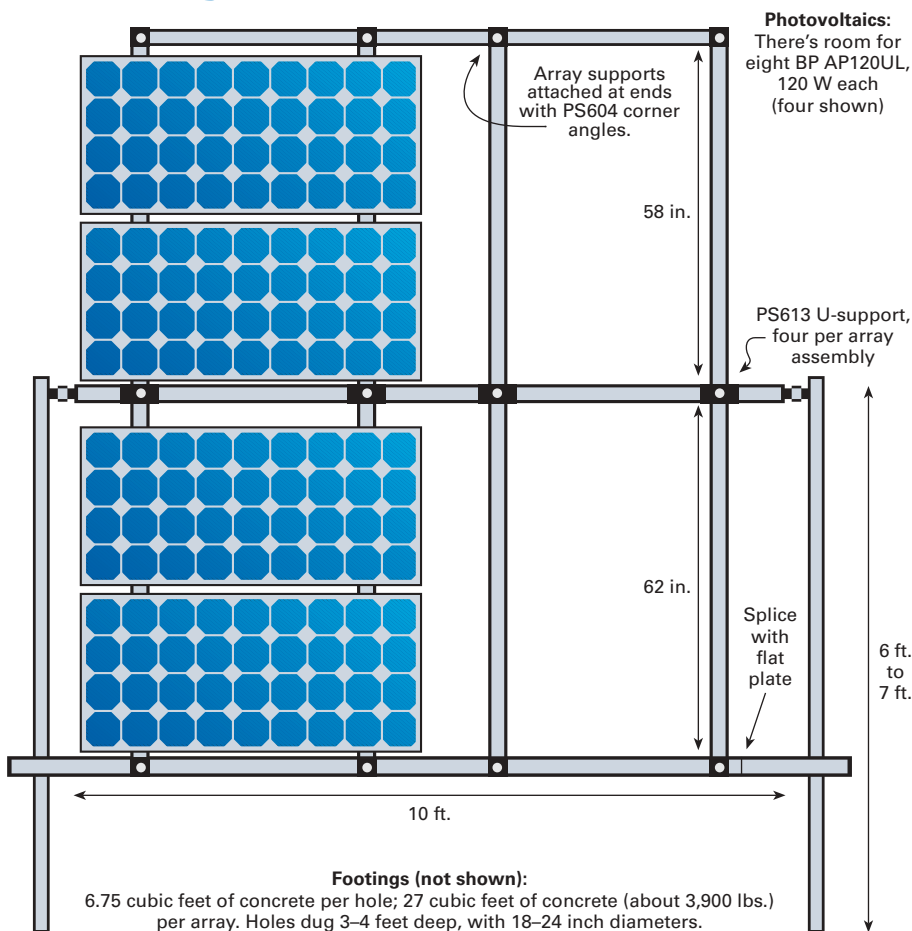 Photovoltaics:
There's room for
eight BP AP120UL,
120 W each
(four shown)
Array supports
attached at ends
with PS604 corner
angles.
58 in.
PS613 U-support,
four per array
assembly
62 in.
Splice
with
flat
plate
6 ft.
to
7 ft.
10 ft.
Footings (not shown):
6.75 cubic feet of concrete per hole; 27 cubic feet of concrete (about 3,900 lbs.)
per array. Holes dug 3–4 feet deep, with 18–24 inch diameters.